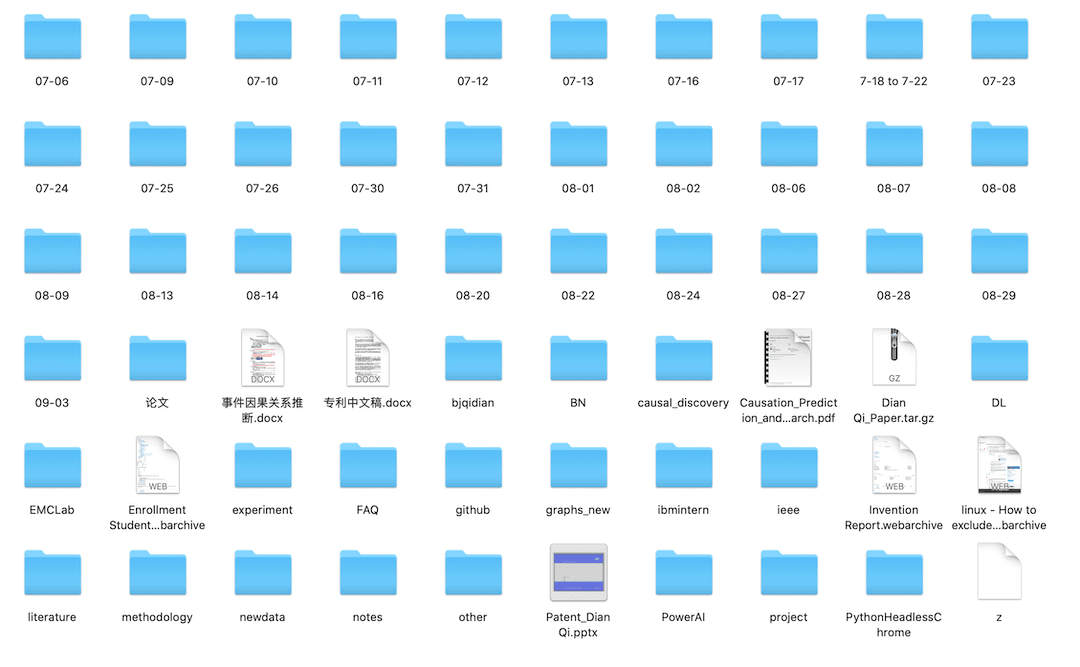 07-06
07-09
07-10
07-11
07-12
07-13
07-16
07-17
7-18 to 7-22
07-23
07-24
07-25
07-26
07-30
07-31
08-01
08-02
08-06
08-07
08-08
08-09
08-13
08-14
08-16
08-20
08-22
08-24
08-27
08-28
08-29
DOCX
DOCX
GZ
09-03
论文
事件因果关系推
断.docx
专利中文稿.docx
bjqidian
BN
causal_discovery
Causation_Predict
ion_and...arch.pdf
Dian
Qi_Paper.tar.gz
DL
WEB
WEB
WEB
EMCLab
Enrollment
Student...barchive
experiment
FAQ
github
graphs_new
ibmintern
ieee
Invention
Report.webarchive
linux - How to
exclude...barchive
literature
methodology
newdata
notes
other
Patent_Dian
Qi.pptx
PowerAI
project
PythonHeadlessC
hrome
z